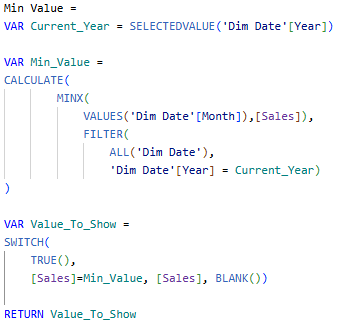 Min Value =
VAR Current_Year = SELECTEDVALUE('Dim Date'[Year])
VAR Min_Value =
CALCULATE(
MINX(
VALUES('Dim Date'[Month]),[Sales]),
FILTER(
ALL('Dim Date'),
'Dim Date'[Year] = Current_Year)
)
VAR Value_To_Show =
SWITCH(
TRUE(),
[Sales]=Min_Value, [Sales], BLANK())
RETURN Value_To_Show